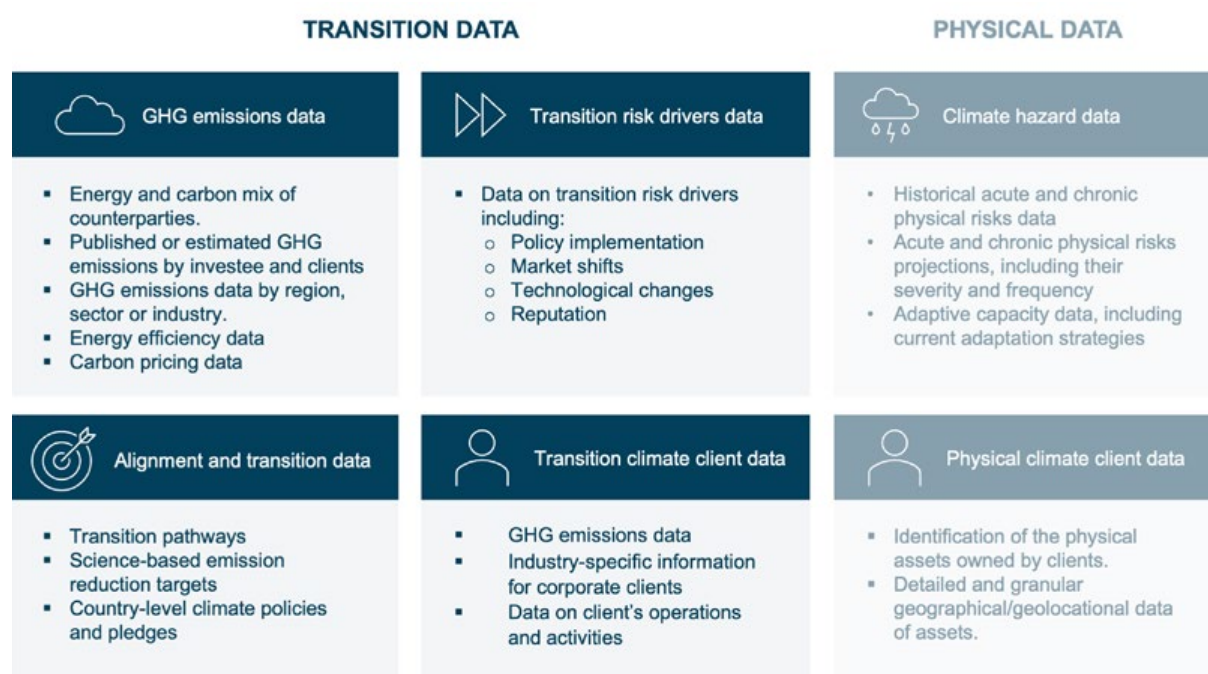 TRANSITION DATA
PHYSICAL DATA
GHG emissions data
▪ Energy and carbon mix of
counterparties.
▪ Published or estimated GHG
emissions by investee and clients
▪ GHG emissions data by region,
sector or industry.
▪ Energy efficiency data
▪ Carbon pricing data
Transition risk drivers data
▪ Data on transition risk drivers
including:
o Policy implementation
o Market shifts
o Technological changes
o Reputation
Climate hazard data
• Historical acute and chronic
physical risks data
• Acute and chronic physical risks
projections, including their
severity and frequency
• Adaptive capacity data, including
current adaptation strategies
Alignment and transition data
▪ Transition pathways
▪ Science-based emission
reduction targets
▪ Country-level climate policies
and pledges
Transition climate client data
▪ GHG emissions data
▪ Industry-specific information
for corporate clients
▪ Data on client's operations
and activities
Physical climate client data
▪ Identification of the physical
assets owned by clients.
▪ Detailed and granular
geographical/geolocational data
of assets.